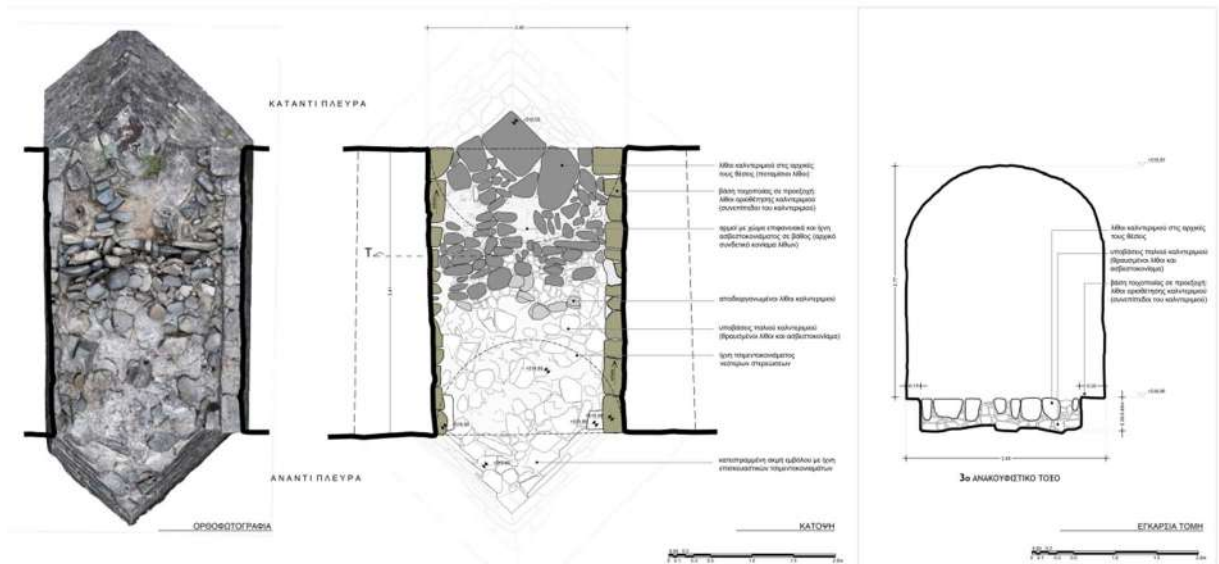 ΚΑΤΑΝΤΙ ΠΛΕΥΡΑ
ΑΝΑΝΤΙ ΠΛΕΥΡΑ
ΟΡΘΟΦΩΤΟΓΡΑΦΙΑ
T
λίθοι καλντεριμιού στις αρχικές
τους θέσεις (ποταμίσιοι λίθοι)
βάση τοιχοποιίας σε προεξοχή:
λίθοι οριοθέτησης καλντεριμιού
(συνεπίπεδοι του καλντεριμιού)
αρμοί με χώμα επιφανειακά και ίχνη
ασβεστοκονιάματος σε βάθος (αρχικό
συνδετικό κονίαμα λίθων)
αποδιοργανωμένοι λίθοι καλντεριμιού
υποβάσεις παλιού καλντεριμιού
(θραυσμένοι λίθοι και ασβεστοκονίαμα)
ίχνη τσιμεντοκονιάματος
νεότερων στερεώσεων
κατεστραμμένη ακμή εμβόλου με ίχνη
επισκευαστικών τσιμεντοκονιαμάτων
ΚΑΤΟΨΗ
λίθοι καλντεριμιού στις αρχικές
τους θέσεις
υποβάσεις παλιού καλντεριμιού
(θραυσμένοι λίθοι και
ασβεστοκονίαμα)
βάση τοιχοποιίας σε προεξοχή:
λίθοι οριοθέτησης καλντεριμιού
(συνεπίπεδοι του καλντεριμιού)
3ο ΑΝΑΚΟΥΦΙΣΤΙΚΟ ΤΟΞΟ
ΕΓΚΑΡΣΙΑ ΤΟΜΗ